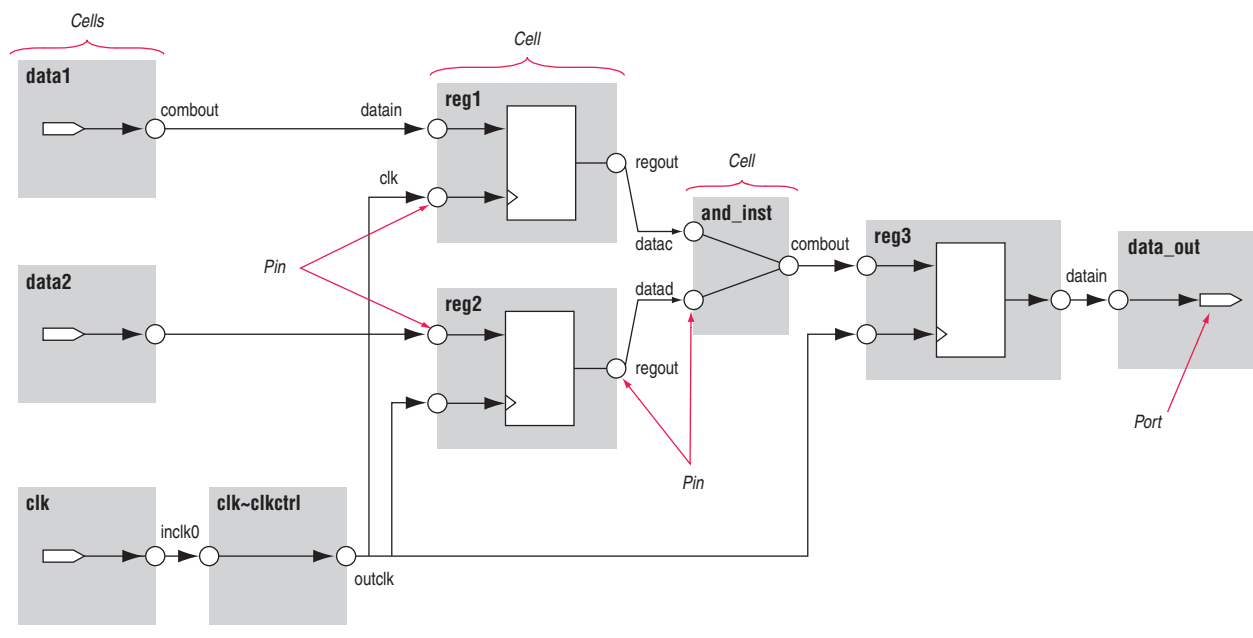 Cells
Cell
data1
reg1
combout
datain
regout
clk
Cell
and_inst
datac
combout
reg3
data_out
Pin
data2
reg2
datad
datain
regout
Port
Pin
clk
clk~clkctrl
inclk0
outclk